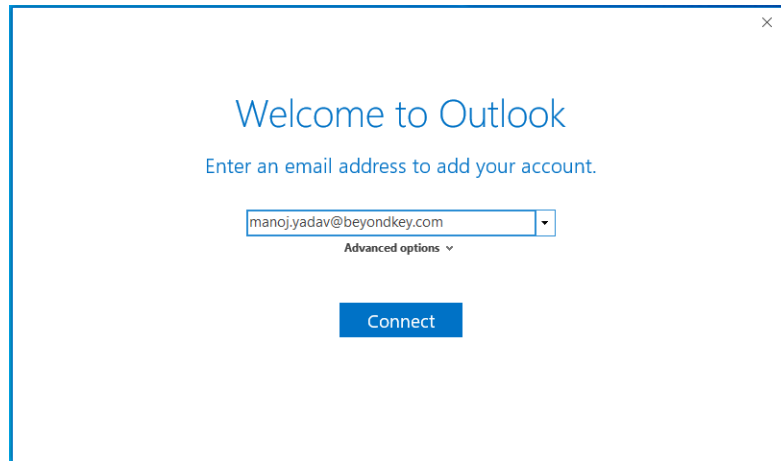 Welcome to Outlook
Enter an email address to add your account.
manoj.yadav@beyondkey.com
Advanced options
Connect